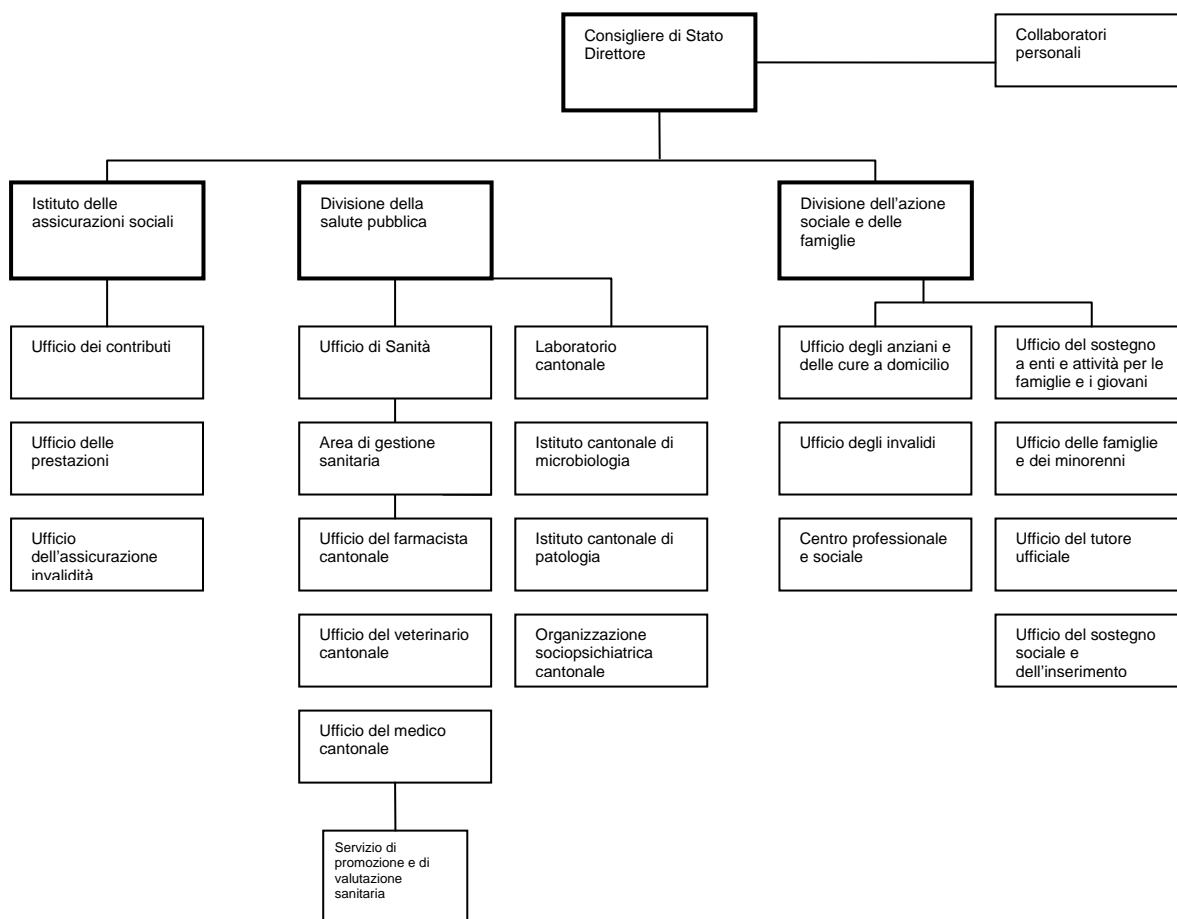 Consigliere di Stato
Direttore
Collaboratori
personali
Istituto delle
assicurazioni sociali
Divisione della
salute pubblica
Divisione dell’azione
sociale e delle
famiglie
Ufficio dei contributi
Ufficio di Sanità
Laboratorio
cantonale
Ufficio degli anziani e
delle cure a domicilio
Ufficio del sostegno
a enti e attività per le
famiglie e i giovani
Ufficio delle
prestazioni
Area di gestione
sanitaria
Istituto cantonale di
microbiologia
Ufficio degli invalidi
Ufficio delle famiglie
e dei minorenni
Ufficio
dell’assicurazione
invalidità
Ufficio del farmacista
cantonale
Istituto cantonale di
patologia
Centro professionale
e sociale
Ufficio del tutore
ufficiale
Ufficio del veterinario
cantonale
Organizzazione
sociopsichiatrica
cantonale
Ufficio del sostegno
sociale e
dell’inserimento
Ufficio del medico
cantonale
Servizio di
promozione e di
valutazione
sanitaria